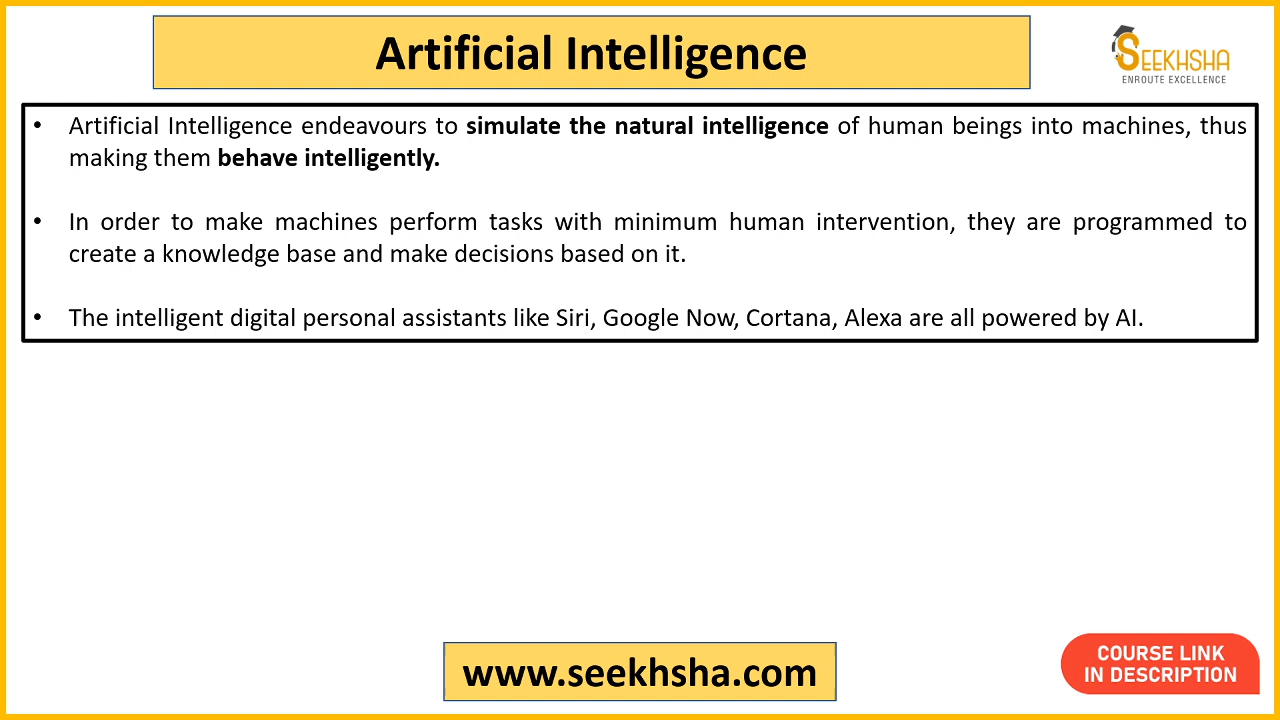 Artificial Intelligence
SEEKHSHA
ENROUTE EXCELLENCE
• Artificial Intelligence endeavours to simulate the natural intelligence of human beings into machines, thus
making them behave intelligently.
• In order to make machines perform tasks with minimum human intervention, they are programmed to
create a knowledge base and make decisions based on it.
• The intelligent digital personal assistants like Siri, Google Now, Cortana, Alexa are all powered by AI.
www.seekhsha.com
COURSE LINK
IN DESCRIPTION